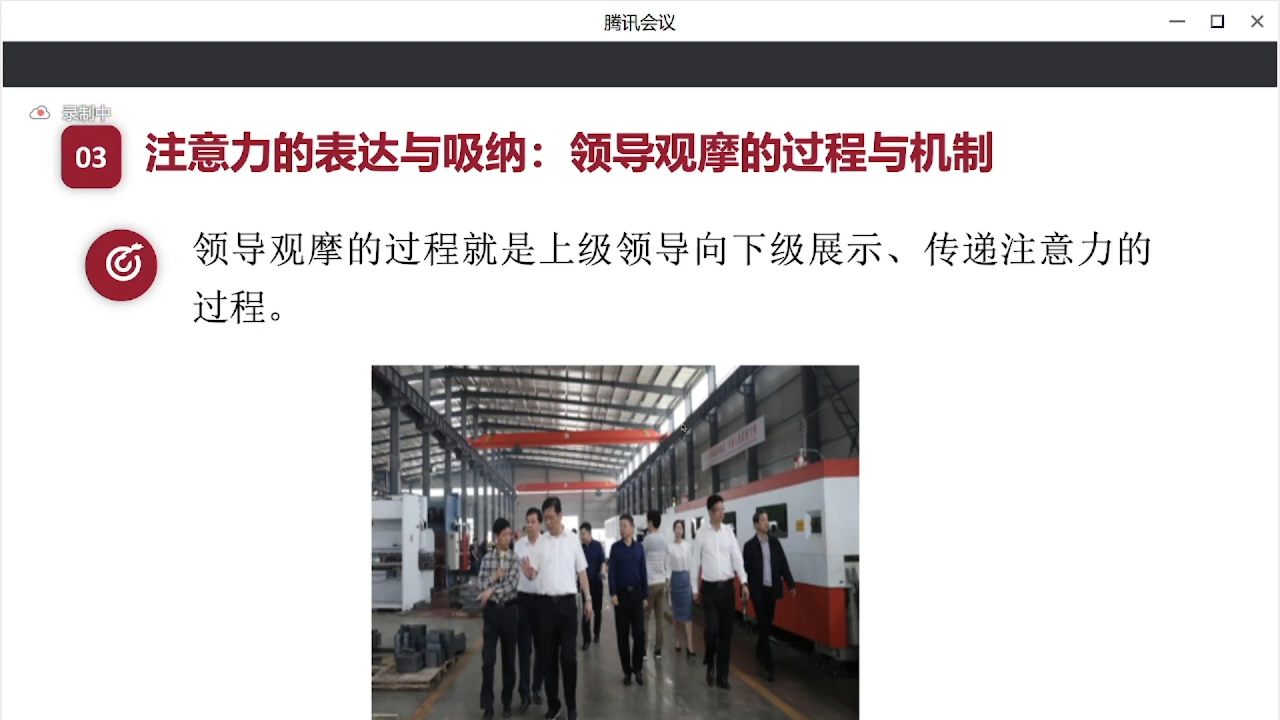 腾讯会议
录制中
03
注意力的表达与吸纳：领导观摩的过程与机制
领导观摩的过程就是上级领导向下级展示、传递注意力的
过程。